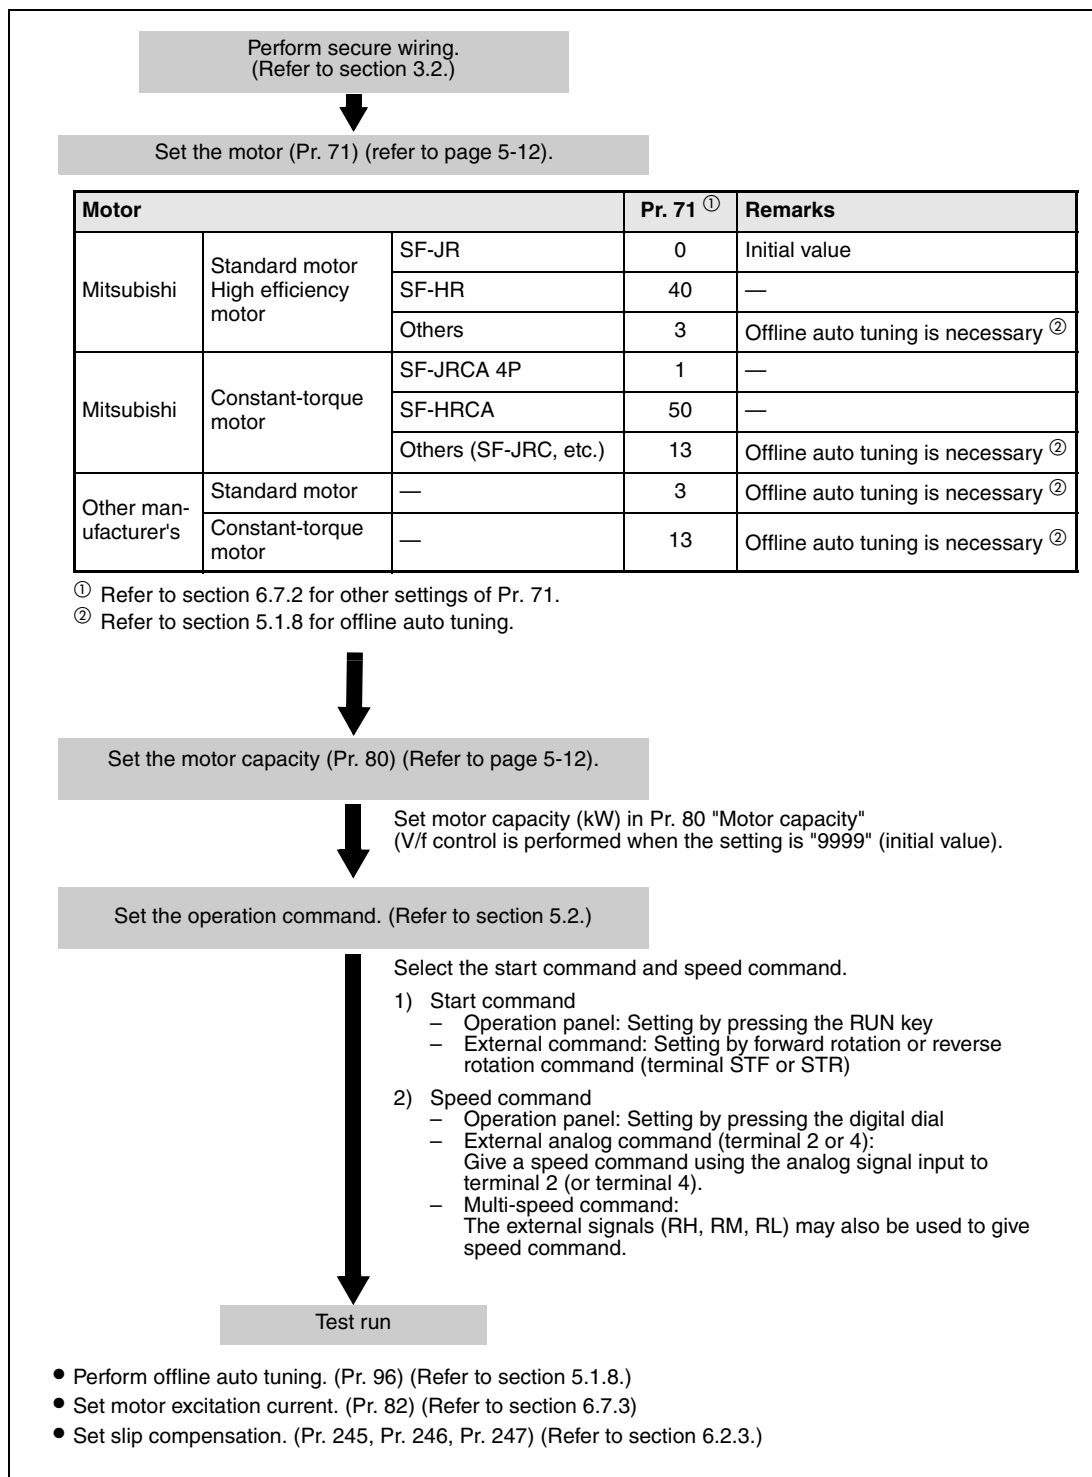 Perform secure wiring.
(Refer to section 3.2.)
Set the motor (Pr. 71) (refer to page 5-12).
Motor Pr. 71 ① Remarks
Mitsubishi
Standard motor
High efficiency
motor
SF-JR 0 Initial value
SF-HR 40 —
Others 3 Offline auto tuning is necessary ②
Mitsubishi
Constant-torque
motor
SF-JRCA 4P 1 —
SF-HRCA 50 —
Others (SF-JRC, etc.) 13 Offline auto tuning is necessary ②
Other man-
ufacturer's
Standard motor — 3 Offline auto tuning is necessary ②
Constant-torque
motor
— 13 Offline auto tuning is necessary ②
① Refer to section 6.7.2 for other settings of Pr. 71.
② Refer to section 5.1.8 for offline auto tuning.
Set the motor capacity (Pr. 80) (Refer to page 5-12).
Set motor capacity (kW) in Pr. 80 "Motor capacity"
(V/f control is performed when the setting is "9999" (initial value).
Set the operation command. (Refer to section 5.2.)
Select the start command and speed command.
1) Start command
– Operation panel: Setting by pressing the RUN key
– External command: Setting by forward rotation or reverse
rotation command (terminal STF or STR)
2) Speed command
– Operation panel: Setting by pressing the digital dial
– External analog command (terminal 2 or 4):
Give a speed command using the analog signal input to
terminal 2 (or terminal 4).
– Multi-speed command:
The external signals (RH, RM, RL) may also be used to give
speed command.
Test run
● Perform offline auto tuning. (Pr. 96) (Refer to section 5.1.8.)
● Set motor excitation current. (Pr. 82) (Refer to section 6.7.3)
● Set slip compensation. (Pr. 245, Pr. 246, Pr. 247) (Refer to section 6.2.3.)